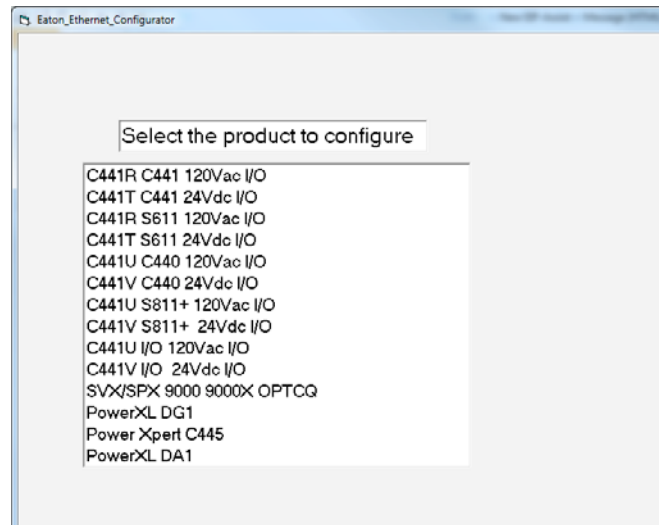 Eaton_Ethernet_Configurator
Select the product to configure
C441R C441 120Vac I/O
C441T C441 24Vdc I/O
C441R S611 120Vac I/O
C441T S611 24Vdc I/O
C441U C440 120Vac I/O
C441V C440 24Vdc I/O
C441U S811+ 120Vac I/O
C441V S811+  24Vdc I/O
C441U I/O 120Vac I/O
C441V I/O  24Vdc I/O
SVX/SPX 9000 9000X OPTCQ
PowerXL DG1
Power Xpert C445
PowerXL DA1